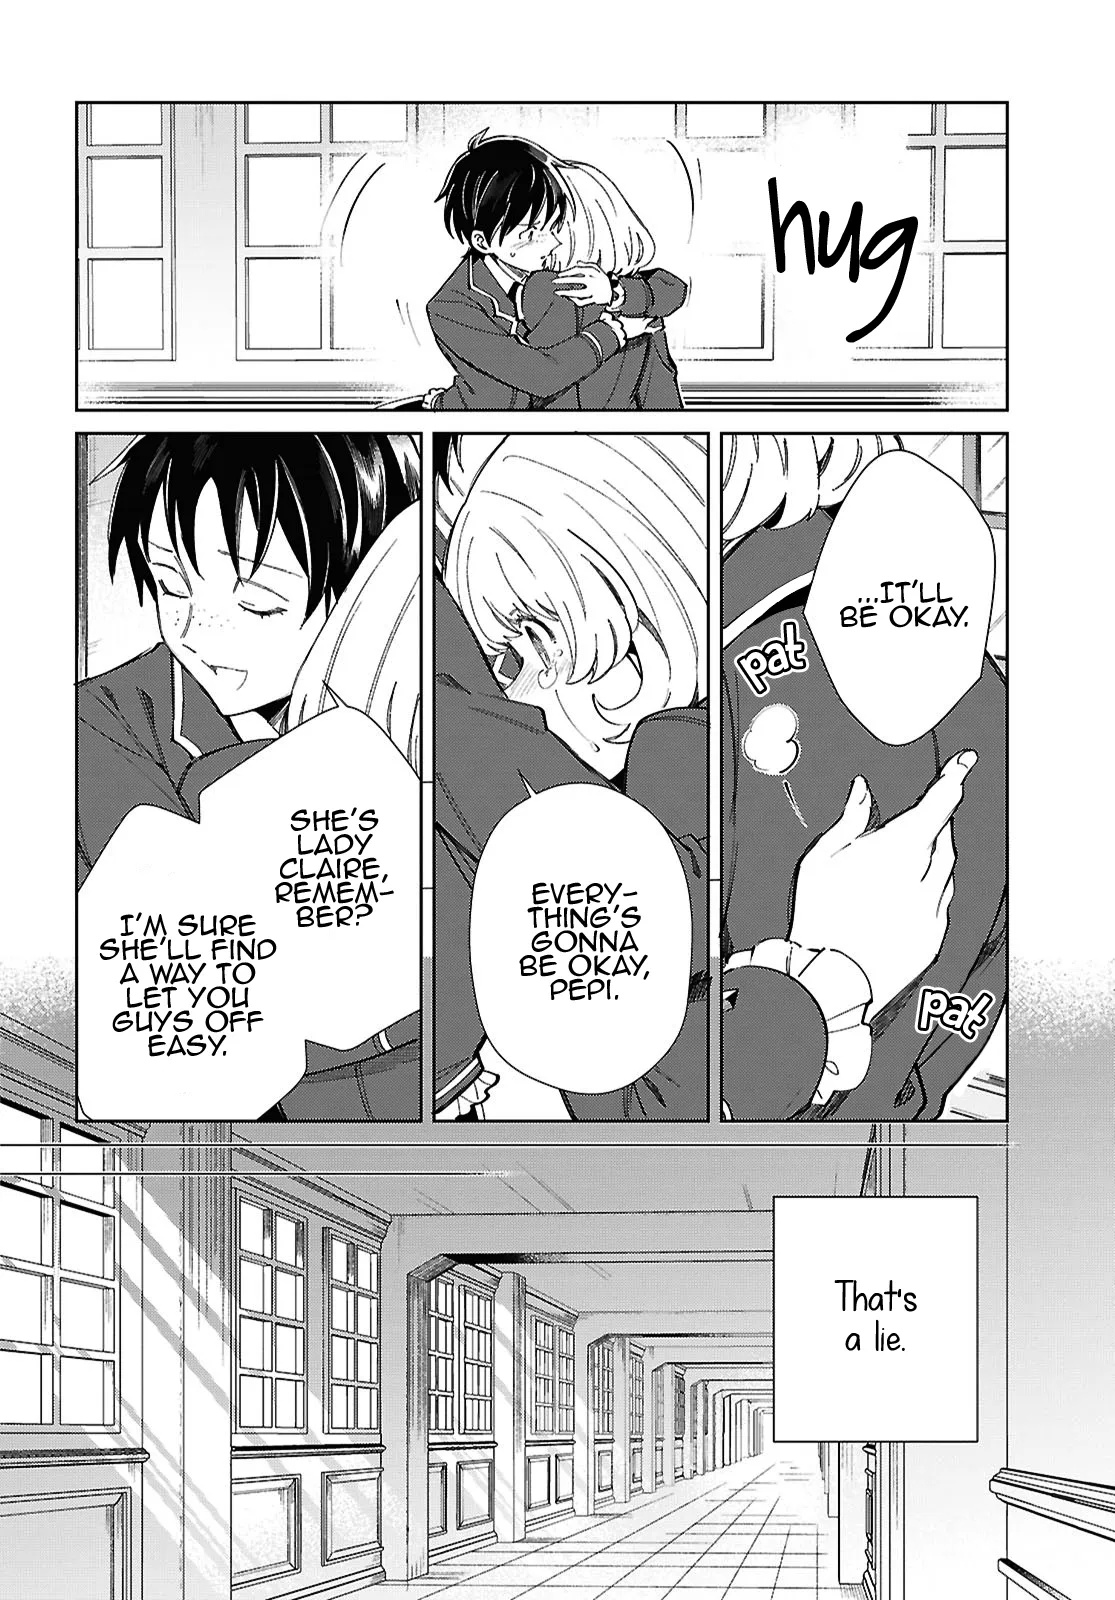 hug
...IT'LL
BE OKAY.
pat
pat
EVERY-
THING'S
GONNA
BE OKAY,
PEPI.
SHE'S
LADY
CLAIRE,
REMEM-
BER?
I'M SURE
SHE'LL FIND
A WAY TO
LET YOU
GUYS OFF
EASY.
That's
a lie.